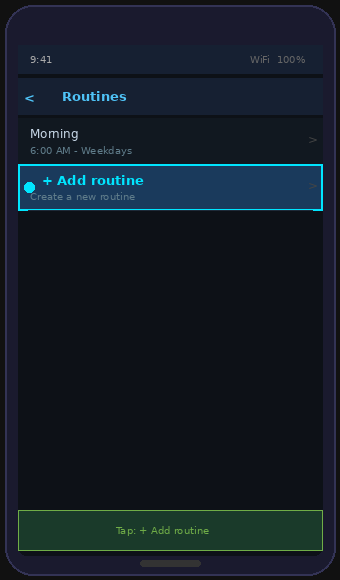 9:41 WiFi 100%
< Routines
Morning >
6:00 AM - Weekdays
+ Add routine >
Create a new routine
Tap: + Add routine